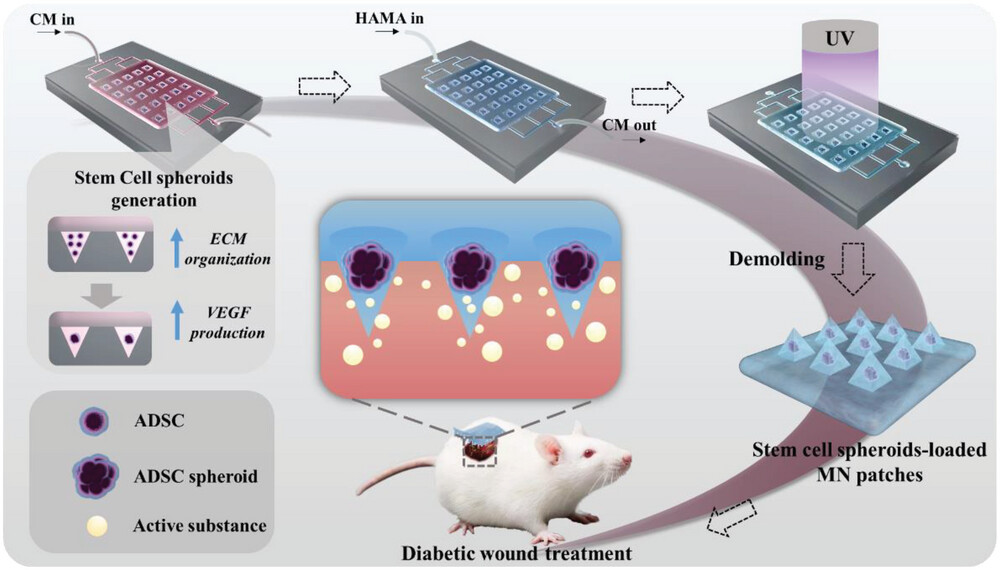 CM in
HAMA in
UV
CM out
Stem Cell spheroids
generation
ECM
organization
VEGF
production
Demolding
ADSC
ADSC spheroid
Active substance
Stem cell spheroids-loaded
MN patches
Diabetic wound treatment